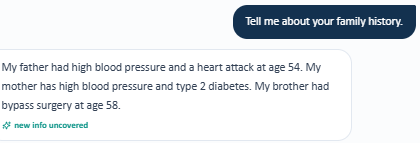 Tell me about your family history.
My father had high blood pressure and a heart attack at age 54. My
mother has high blood pressure and type 2 diabetes. My brother had
bypass surgery at age 58.
new info uncovered